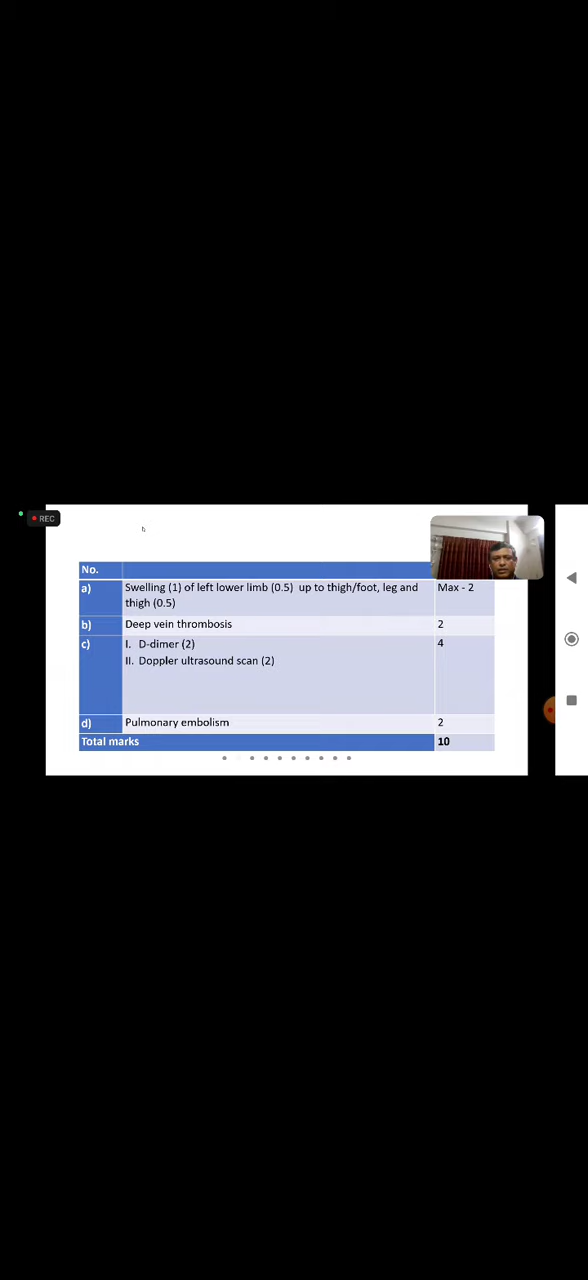 REC
No.
a) Swelling (1) of left lower limb (0.5) up to thigh/foot, leg and Max - 2
thigh (0.5)
b) Deep vein thrombosis 2
c) I. D-dimer (2) 4
II. Doppler ultrasound scan (2)
d) Pulmonary embolism 2
Total marks 10